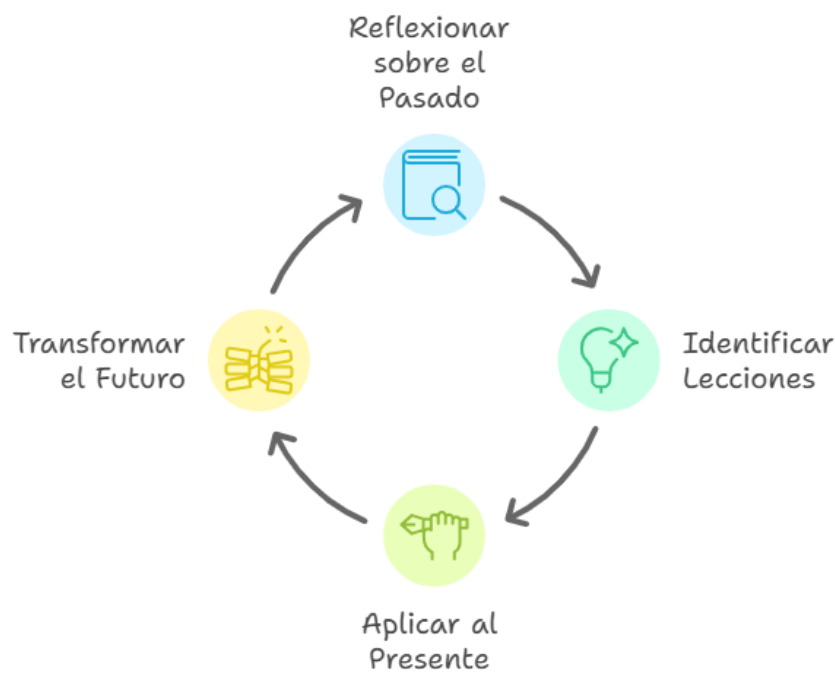 Reflexionar
sobre el
Pasado
Identificar
Lecciones
Aplicar al
Presente
Transformar
el Futuro